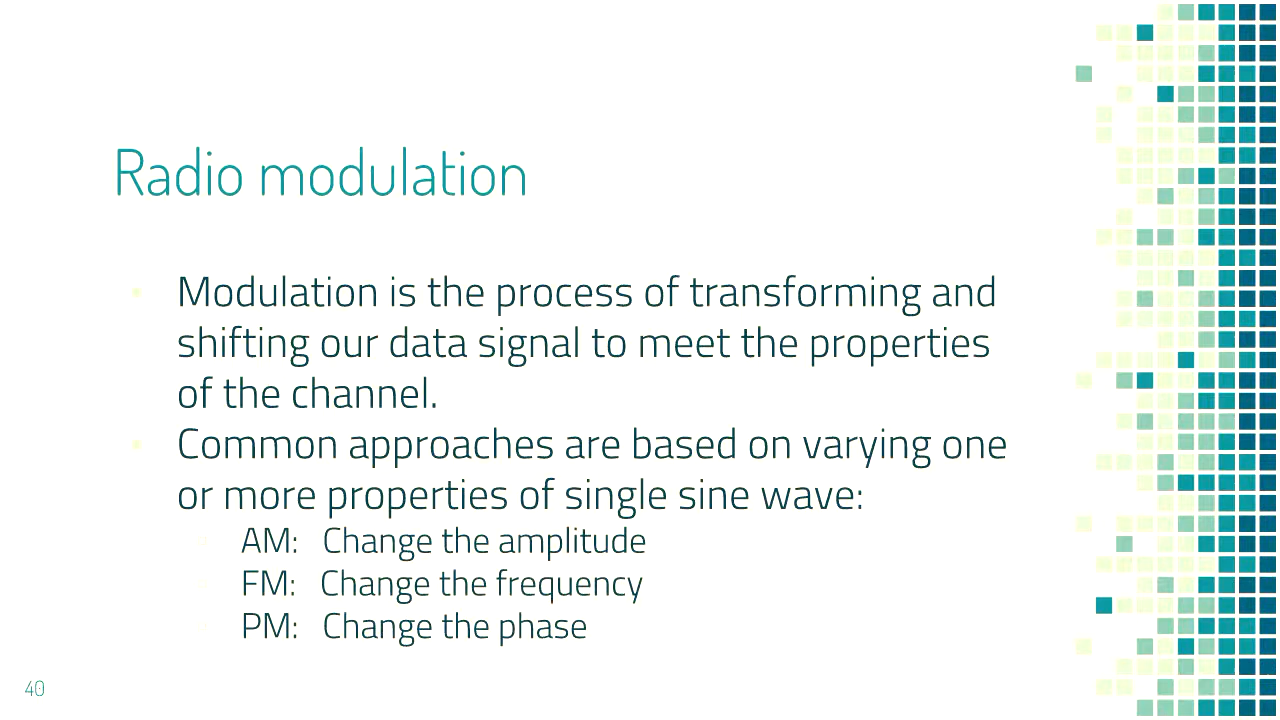 Radio modulation
Modulation is the process of transforming and
shifting our data signal to meet the properties
of the channel.
Common approaches are based on varying one
or more properties of single sine wave:
AM: Change the amplitude
FM: Change the frequency
PM: Change the phase
40